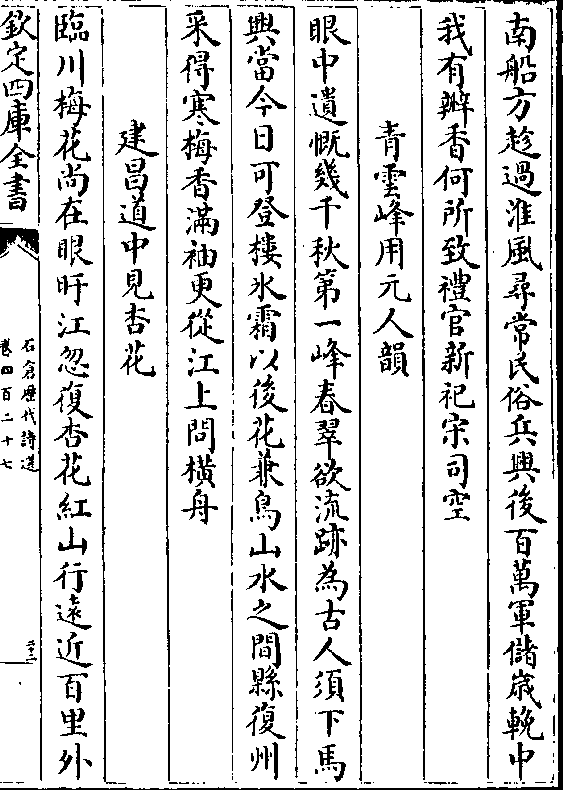 南船方趁過淮風尋常民俗兵興後百萬軍儲歳輓中
我有瓣香何所致禮官新祀宋司空
青雲峰用元人韻
眼中遺慨幾千秋第一峰春翠欲流跡為古人須下馬
興當今日可登樓氷霜以後花兼鳥山水之間縣復州
采得寒梅香滿袖更從江上問横舟
建昌道中見杏花
臨川梅花尚在眼盱江忽復杏花紅山行逺近百里外
欽定四庫全書
石倉歴代詩選
卷四百二十七